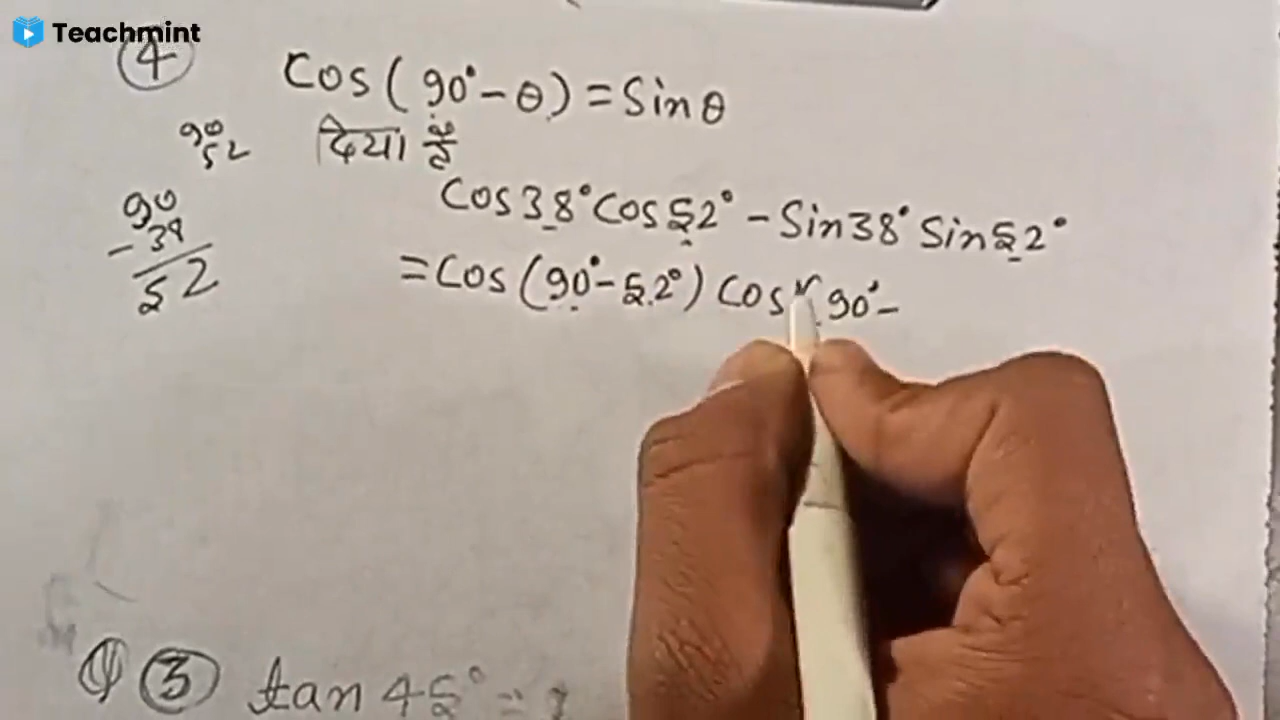 Teachmint
4 Cos(90°-θ) = Sinθ
90
52
दिया है
90
-38
52
Cos38°Cos52° - Sin38° Sin52°
= Cos(90°-52°) Cos(90°-
Q 3 tan 45° =